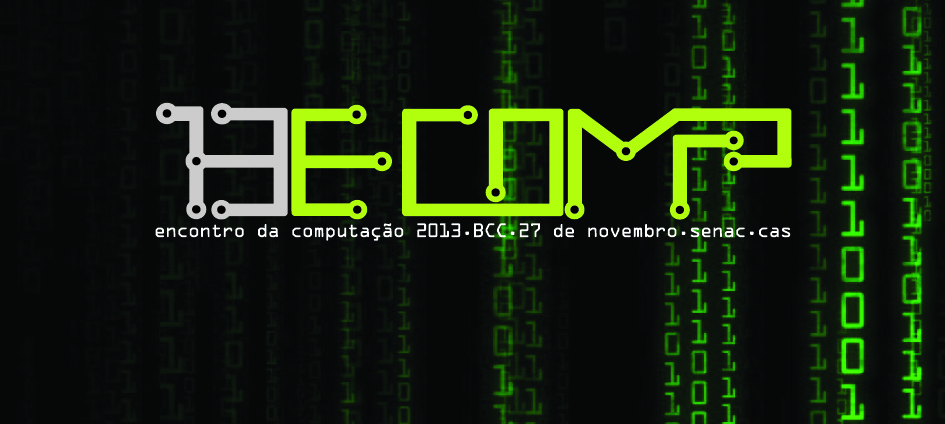 13ECOMP
encontro da computação 2013.BCC.27 de novembro.senac.cas